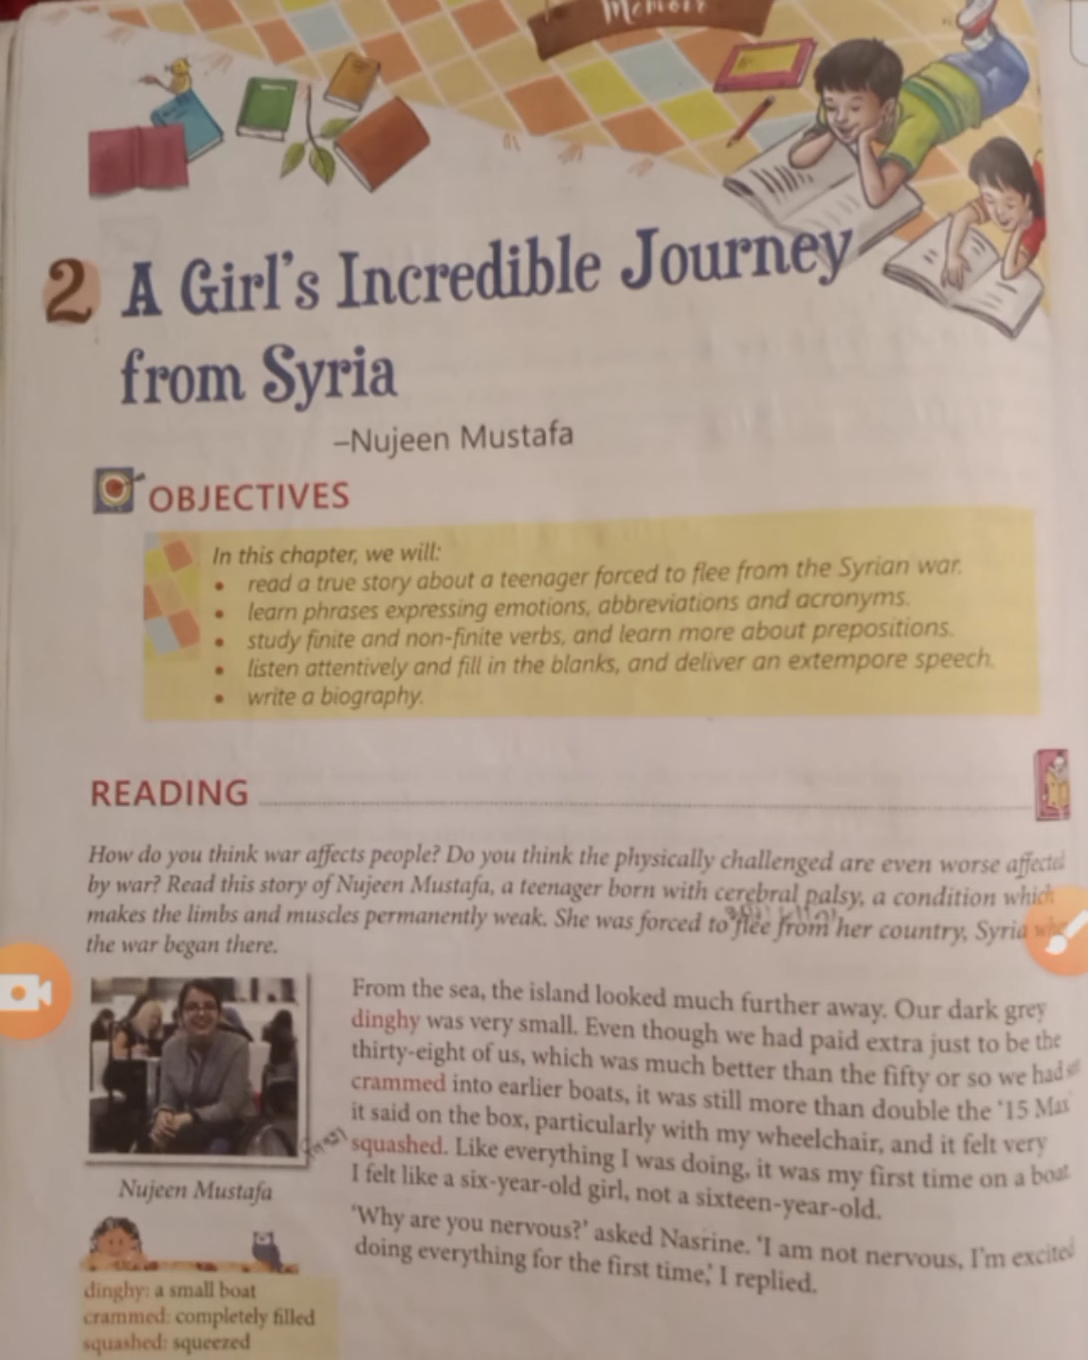 Memoir
2 A Girl's Incredible Journey
from Syria
–Nujeen Mustafa
OBJECTIVES
In this chapter, we will:
• read a true story about a teenager forced to flee from the Syrian war.
• learn phrases expressing emotions, abbreviations and acronyms.
• study finite and non-finite verbs, and learn more about prepositions.
• listen attentively and fill in the blanks, and deliver an extempore speech.
• write a biography.
READING
How do you think war affects people? Do you think the physically challenged are even worse affected
by war? Read this story of Nujeen Mustafa, a teenager born with cerebral palsy, a condition which
makes the limbs and muscles permanently weak. She was forced to flee from her country, Syria
the war began there.
From the sea, the island looked much further away. Our dark grey
dinghy was very small. Even though we had paid extra just to be the
thirty-eight of us, which was much better than the fifty or so we had
crammed into earlier boats, it was still more than double the '15 Max'
it said on the box, particularly with my wheelchair, and it felt very
squashed. Like everything I was doing, it was my first time on a boat
I felt like a six-year-old girl, not a sixteen-year-old.
'Why are you nervous?' asked Nasrine. 'I am not nervous, I'm excited
doing everything for the first time,' I replied.
Nujeen Mustafa
dinghy: a small boat
crammed: completely filled
squashed: squeezed